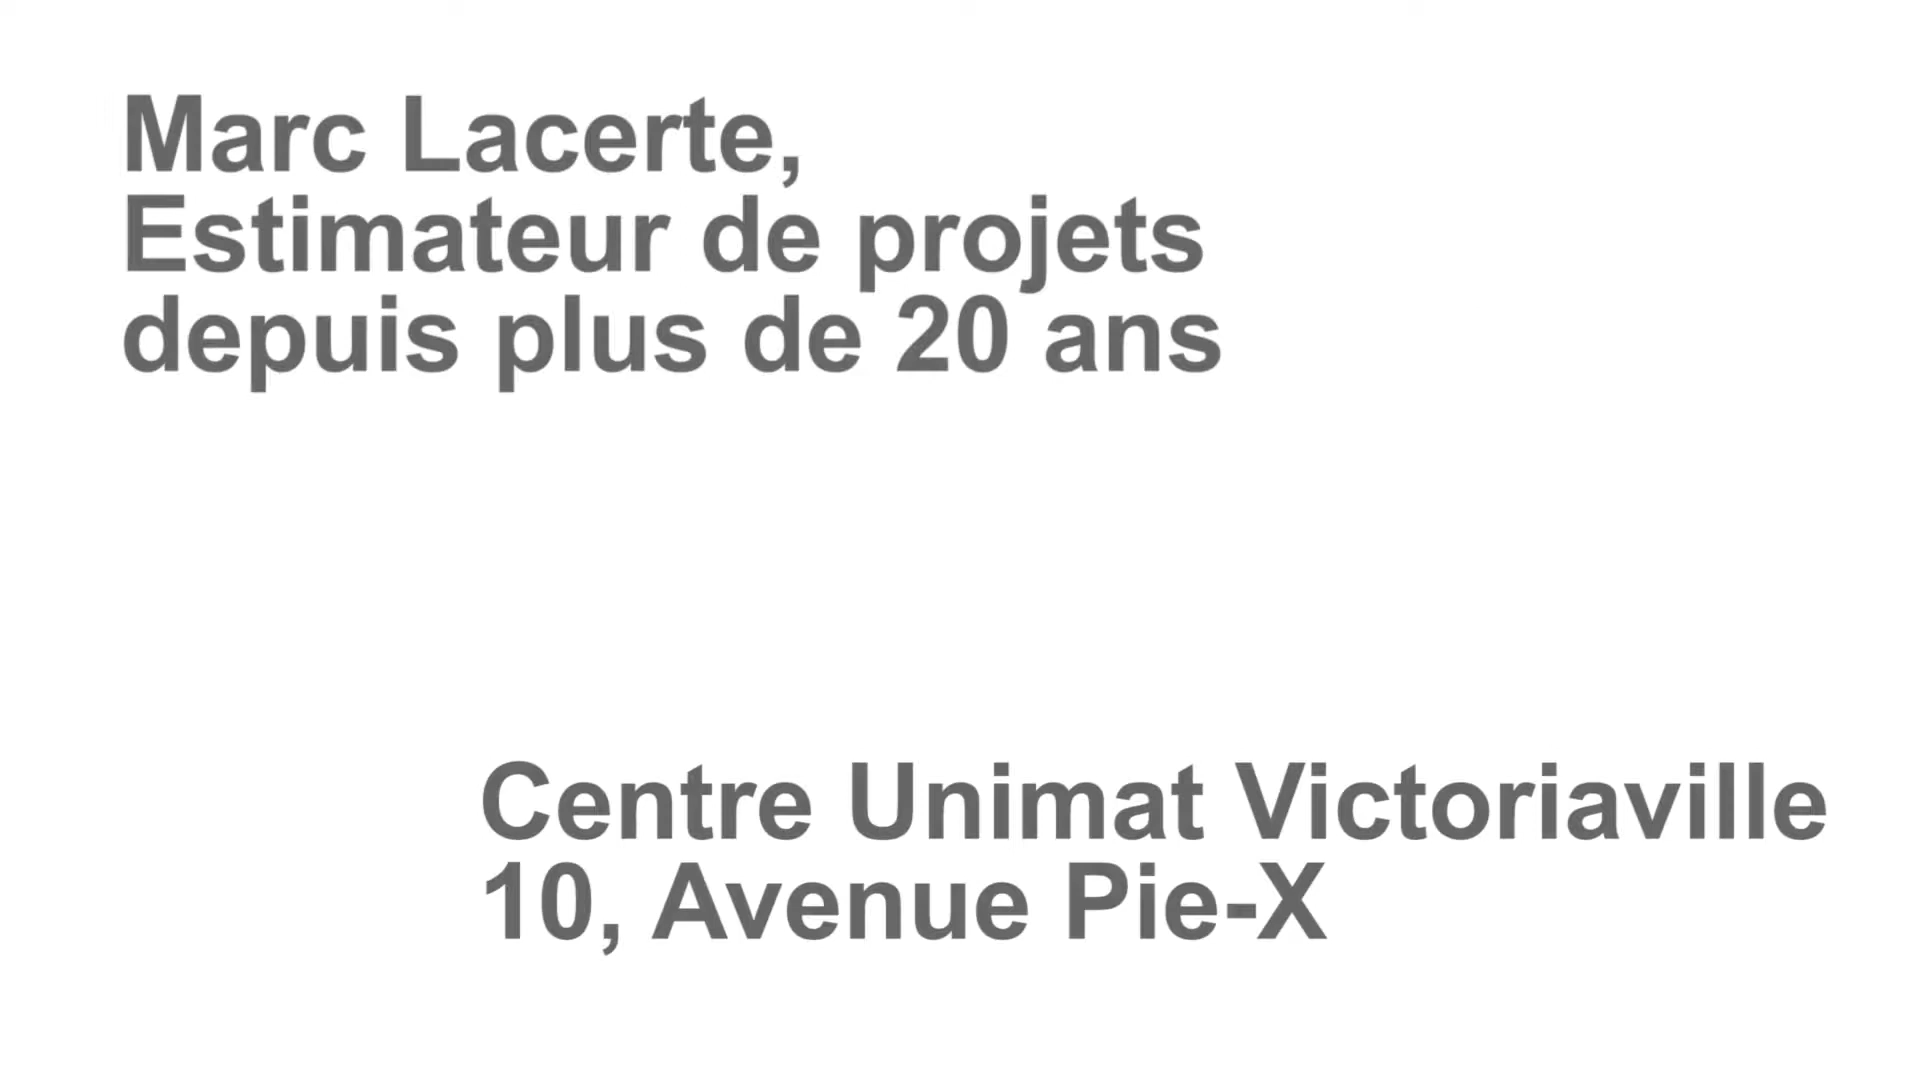 Marc Lacerte,
Estimateur de projets
depuis plus de 20 ans
Centre Unimat Victoriaville
10, Avenue Pie-X